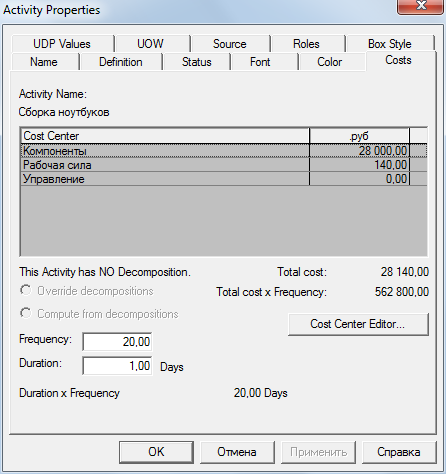 Activity Properties
UDP Values UOW Source Roles Box Style
Name Definition Status Font Color Costs
Activity Name:
Сборка ноутбуков
Cost Center .руб
Компоненты 28 000,00
Рабочая сила 140,00
Управление 0,00
This Activity has NO Decomposition. Total cost: 28 140,00
Override decompositions Total cost x Frequency: 562 800,00
Compute from decompositions
Cost Center Editor...
Frequency: 20,00
Duration: 1,00 Days
Duration x Frequency 20,00 Days
OK Отмена Применить Справка